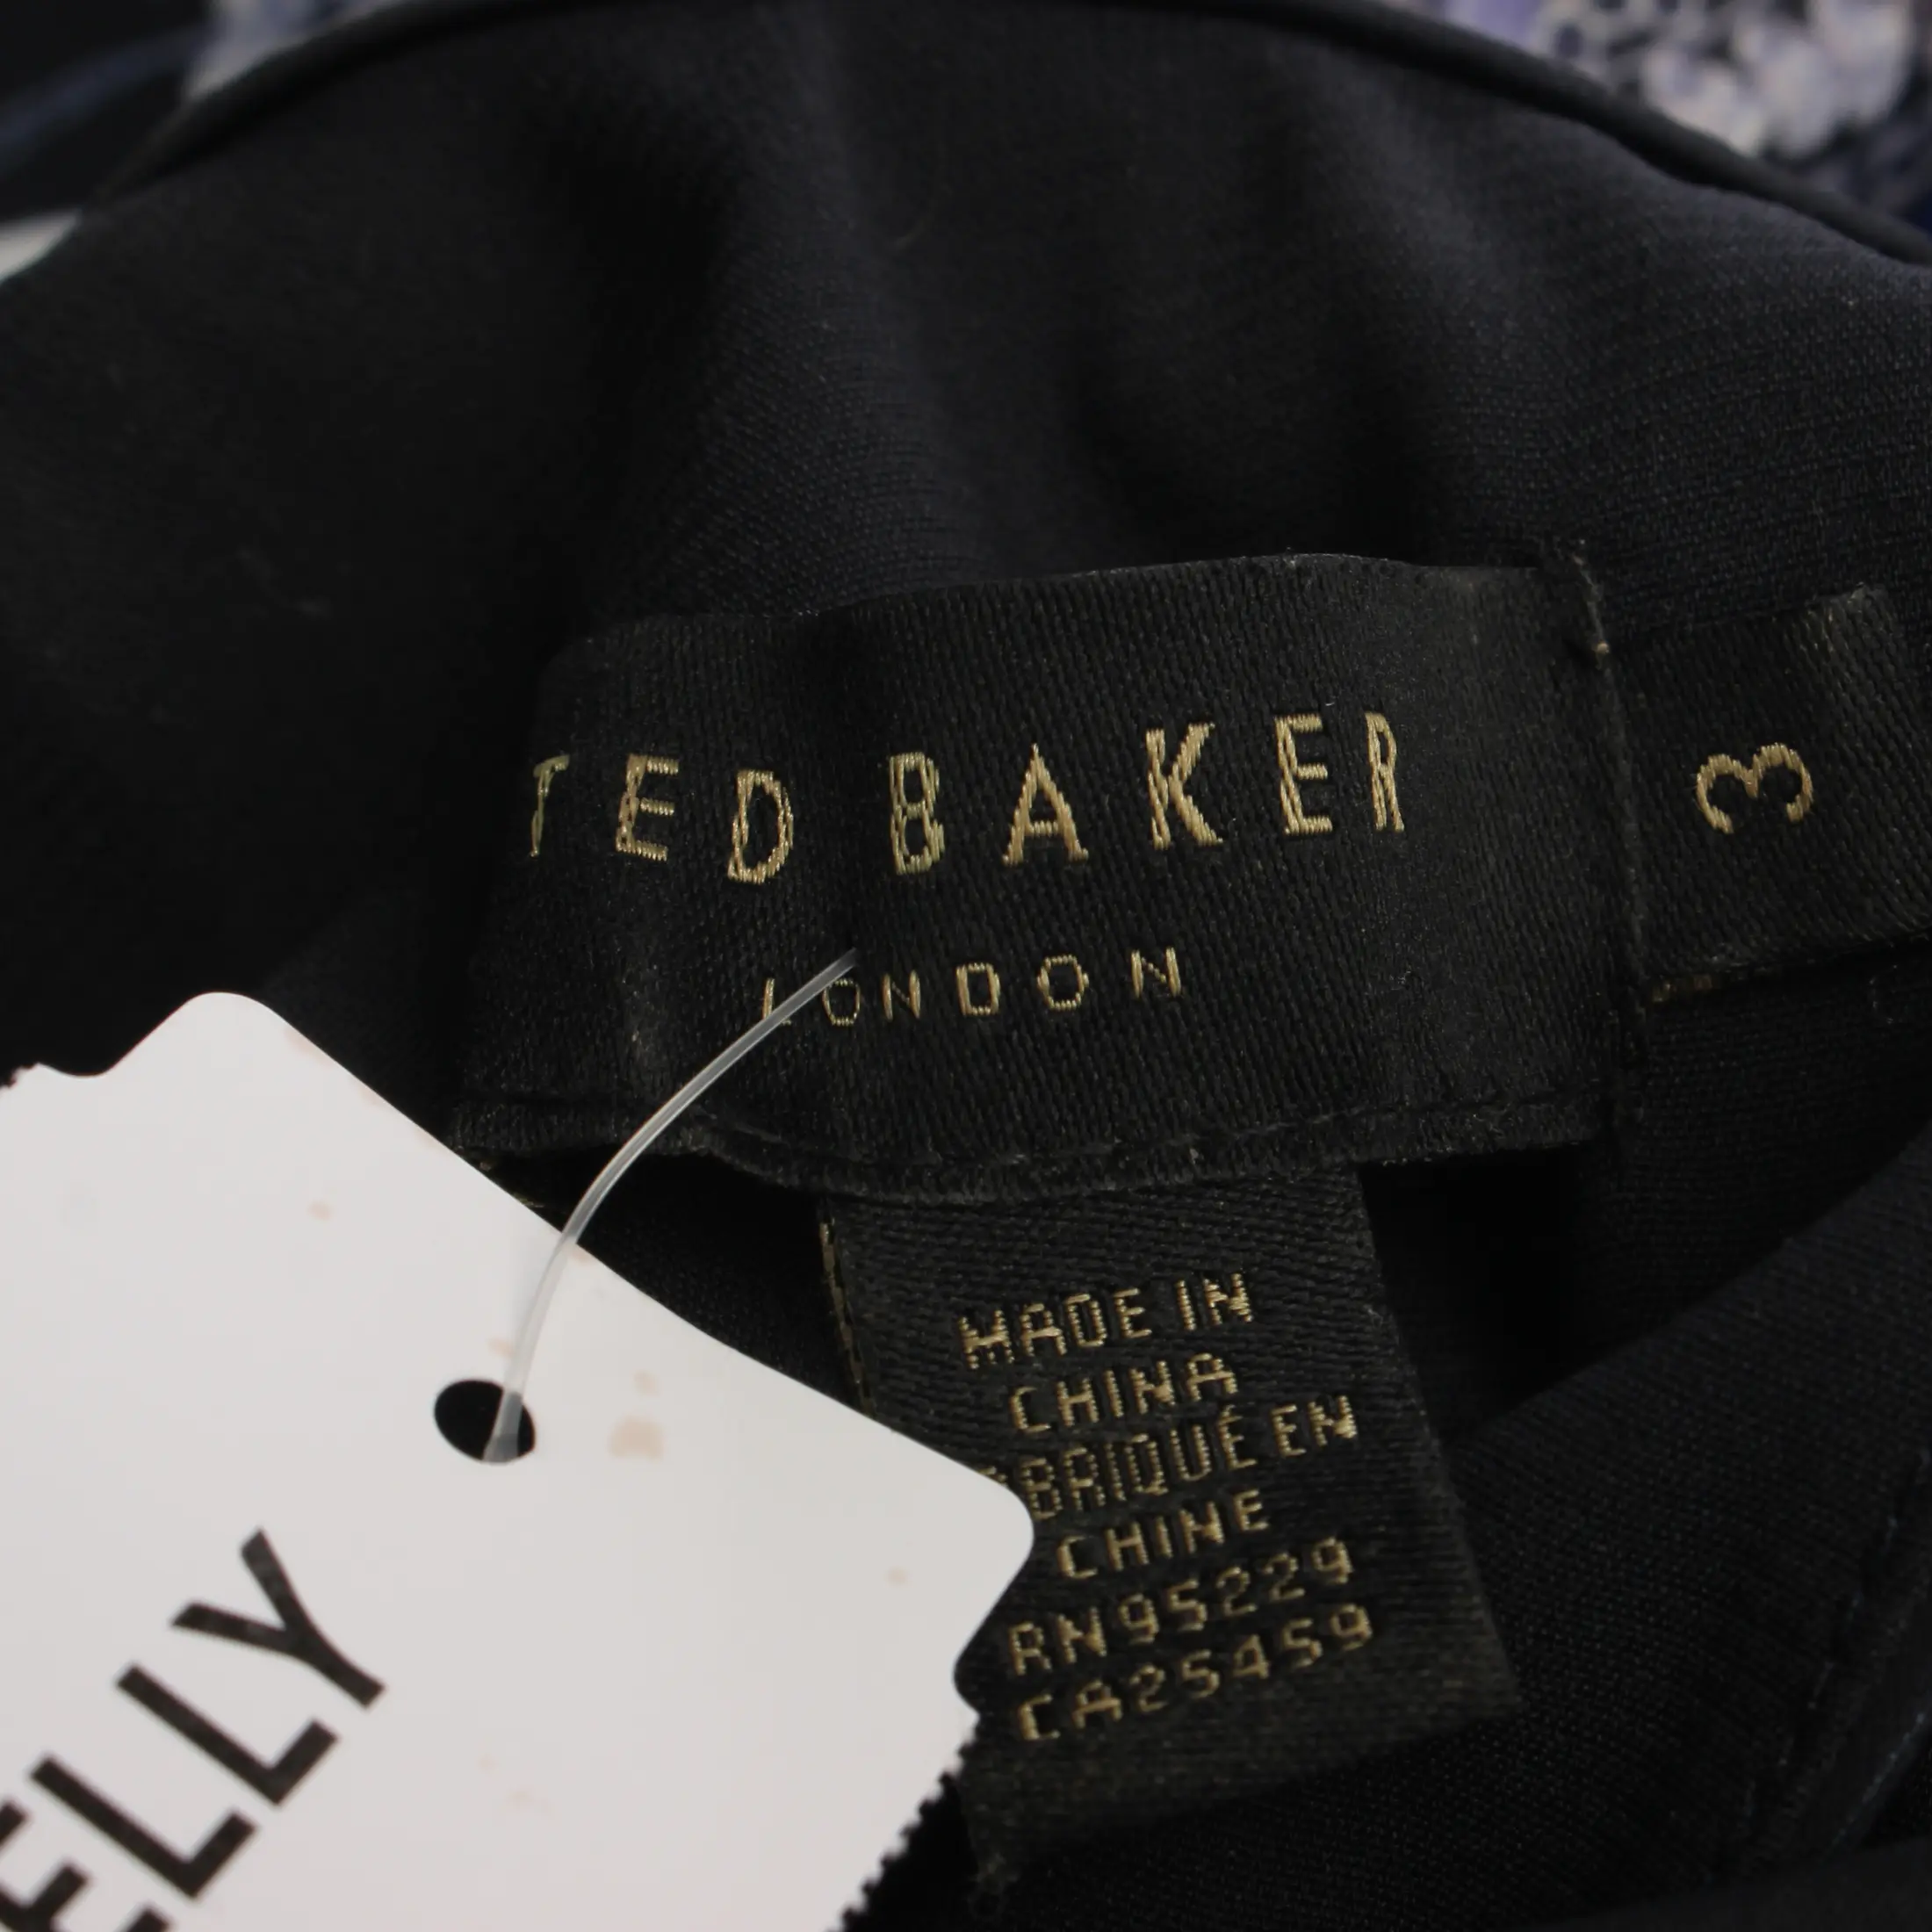 TED BAKER
LONDON
3
MADE IN
CHINA
BRIQUÉ EN
CHINE
RN95229
CA25459
ELLY